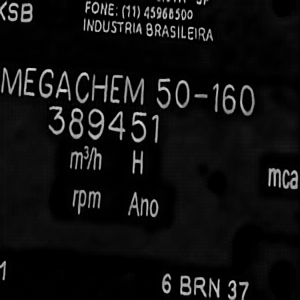 KSB
FONE: (11) 45968500
INDUSTRIA BRASILEIRA
MEGACHEM 50-160
389451
m³/h H mca
rpm Ano
1 6 BRN 37